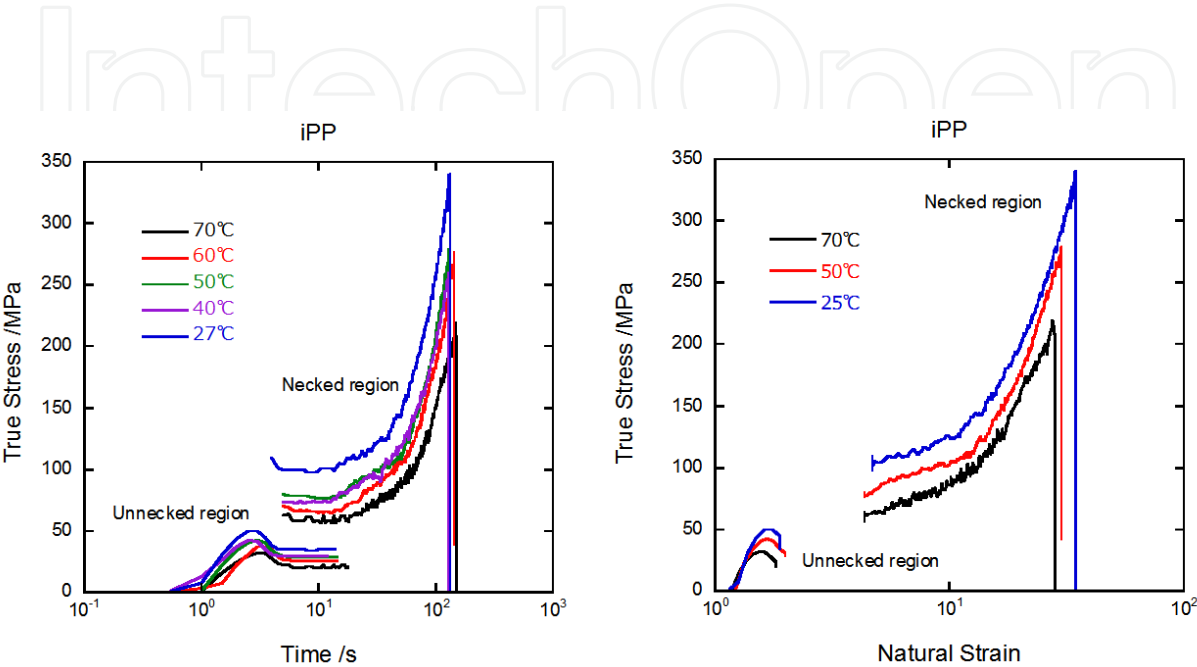 IntechOpen
iPP
350
300
250
200
150
100
50
0
True Stress /MPa
70℃
60℃
50℃
40℃
27℃
Necked region
Unnecked region
10-1
100
101
102
103
Time /s
iPP
350
300
250
200
150
100
50
0
True Stress /MPa
Necked region
70℃
50℃
25℃
Unnecked region
100
101
102
Natural Strain